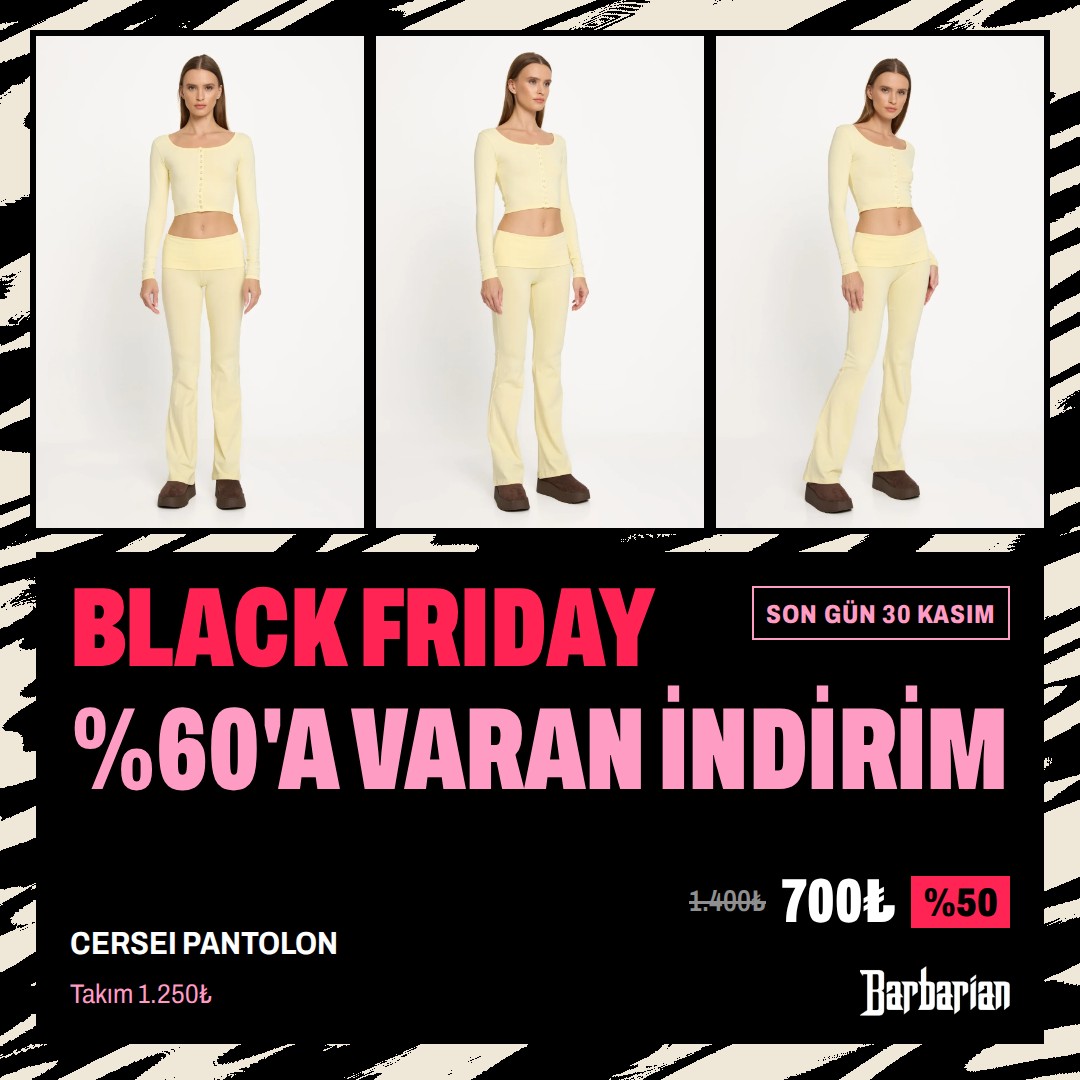 BLACK FRIDAY
SON GÜN 30 KASIM
%60'A VARAN İNDİRİM
1.400₺ 700₺ %50
CERSEI PANTOLON
Takım 1.250₺
Barbarian